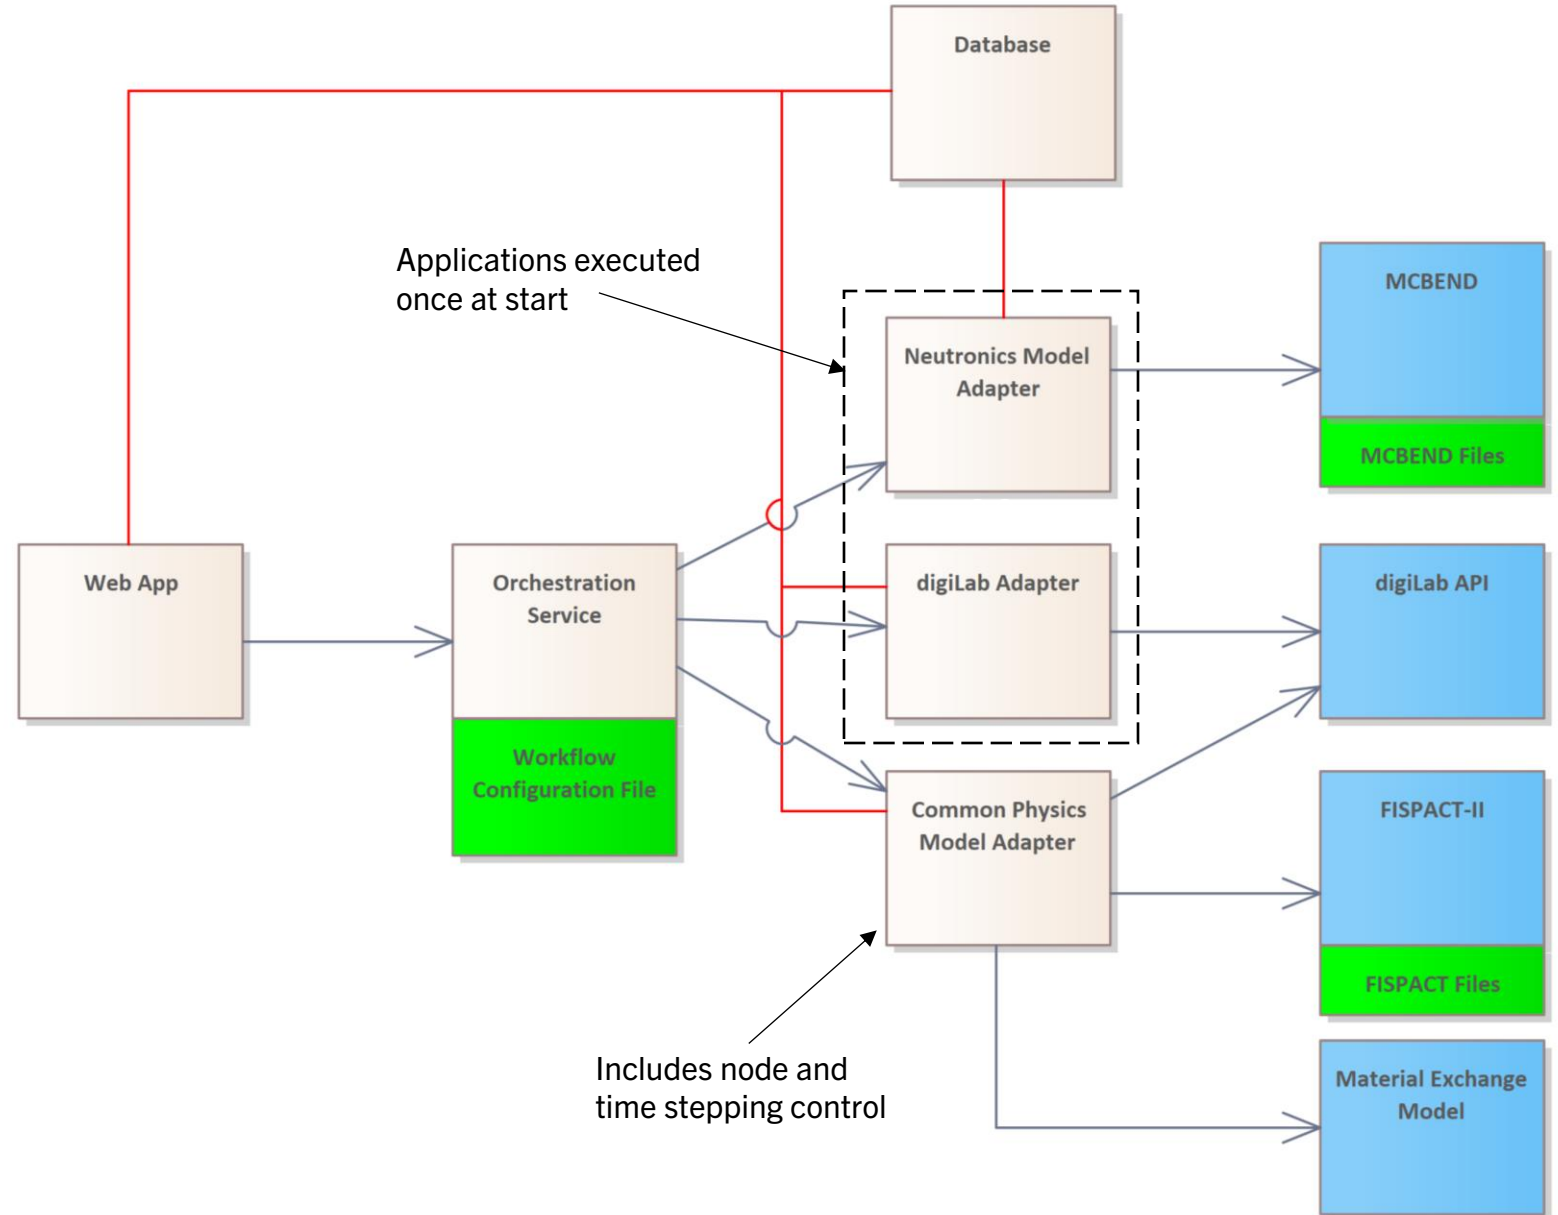 Database
Applications executed
once at start
MCBEND
Neutronics Model
Adapter
MCBEND Files
Web App
Orchestration
Service
digiLab Adapter
digiLab API
Workflow
Configuration File
Common Physics
Model Adapter
FISPACT-II
FISPACT Files
Includes node and
time stepping control
Material Exchange
Model